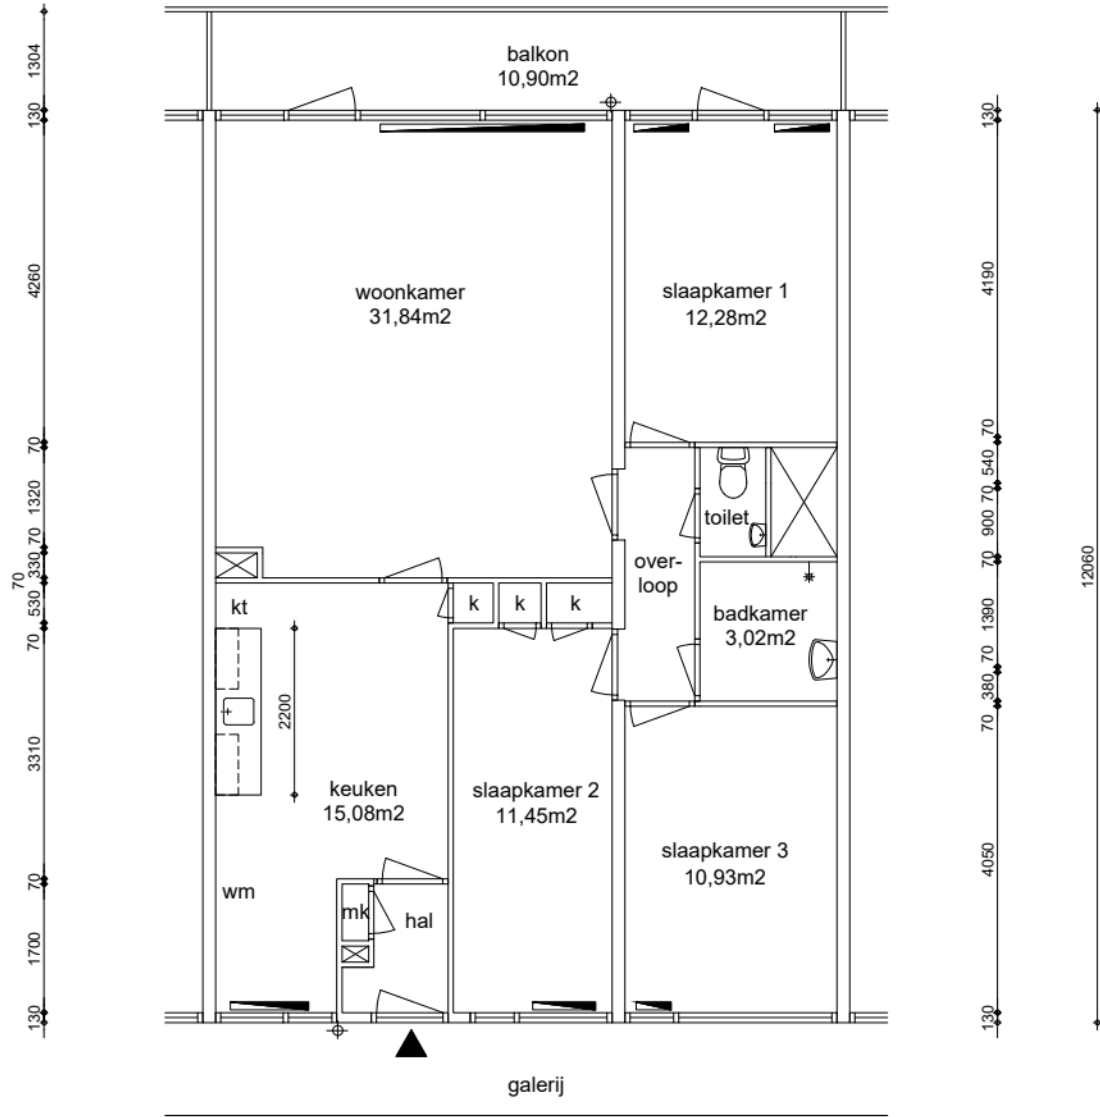 balkon
10,90m2
woonkamer
31,84m2
slaapkamer 1
12,28m2
toilet
over-
loop
kt
k
k
k
badkamer
3,02m2
2200
keuken
15,08m2
slaapkamer 2
11,45m2
slaapkamer 3
10,93m2
wm
mk
hal
galerij
1304
130
4260
70
1320
70
330
70
530
70
3310
70
1700
130
130
4190
70
540
70
900
70
1390
70
380
70
4050
130
12060